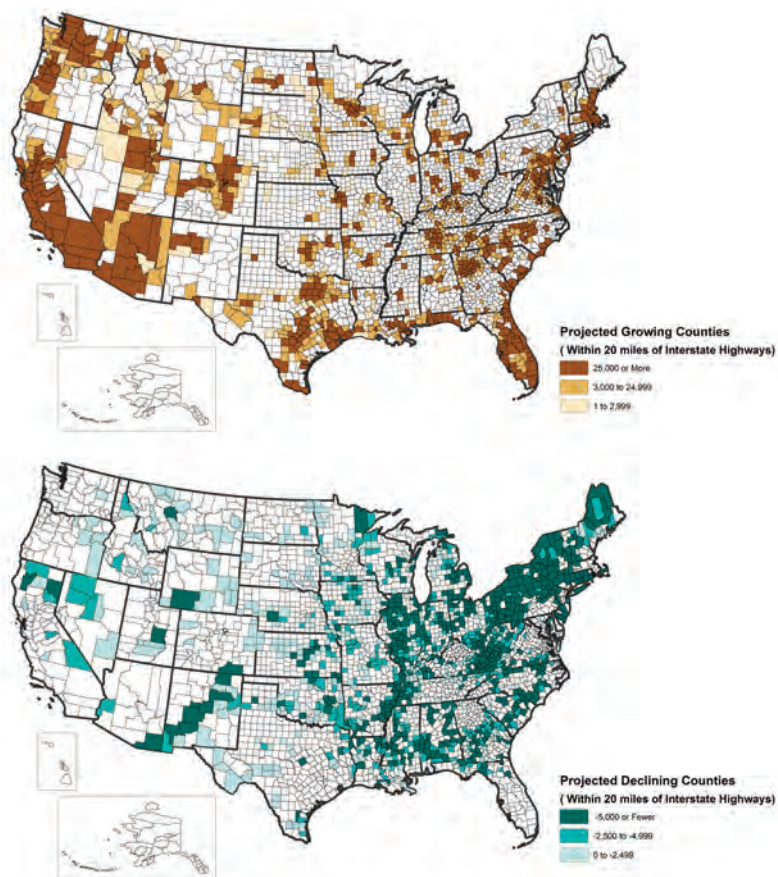 Projected Growing Counties
( Within 20 miles of Interstate Highways)
25,000 or More
3,000 to 24,999
1 to 2,999
Projected Declining Counties
( Within 20 miles of Interstate Highways)
-5,000 or Fewer
-2,500 to -4,999
0 to -2,499